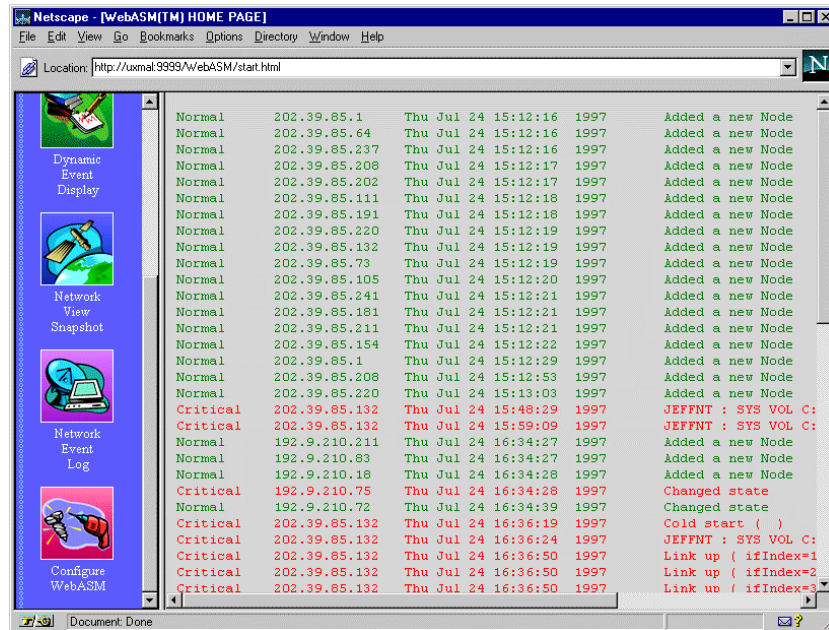 Netscape - [WebASM(TM) HOME PAGE]
File Edit View Go Bookmarks Options Directory Window Help
Location: http://uxmal:9999/WebASM/start.html
N
Dynamic
Event
Display
Network
View
Snapshot
Network
Event
Log
Configure
WebASM
Normal 202.39.85.1 Thu Jul 24 15:12:16 1997 Added a new Node
Normal 202.39.85.64 Thu Jul 24 15:12:16 1997 Added a new Node
Normal 202.39.85.237 Thu Jul 24 15:12:16 1997 Added a new Node
Normal 202.39.85.208 Thu Jul 24 15:12:17 1997 Added a new Node
Normal 202.39.85.202 Thu Jul 24 15:12:17 1997 Added a new Node
Normal 202.39.85.111 Thu Jul 24 15:12:18 1997 Added a new Node
Normal 202.39.85.191 Thu Jul 24 15:12:18 1997 Added a new Node
Normal 202.39.85.220 Thu Jul 24 15:12:19 1997 Added a new Node
Normal 202.39.85.132 Thu Jul 24 15:12:19 1997 Added a new Node
Normal 202.39.85.73 Thu Jul 24 15:12:19 1997 Added a new Node
Normal 202.39.85.105 Thu Jul 24 15:12:20 1997 Added a new Node
Normal 202.39.85.241 Thu Jul 24 15:12:21 1997 Added a new Node
Normal 202.39.85.181 Thu Jul 24 15:12:21 1997 Added a new Node
Normal 202.39.85.211 Thu Jul 24 15:12:21 1997 Added a new Node
Normal 202.39.85.154 Thu Jul 24 15:12:22 1997 Added a new Node
Normal 202.39.85.1 Thu Jul 24 15:12:29 1997 Added a new Node
Normal 202.39.85.208 Thu Jul 24 15:12:53 1997 Added a new Node
Normal 202.39.85.220 Thu Jul 24 15:13:03 1997 Added a new Node
Critical 202.39.85.132 Thu Jul 24 15:48:29 1997 JEFFNT : SYS VOL C:
Critical 202.39.85.132 Thu Jul 24 15:59:09 1997 JEFFNT : SYS VOL C:
Normal 192.9.210.211 Thu Jul 24 16:34:27 1997 Added a new Node
Normal 192.9.210.83 Thu Jul 24 16:34:27 1997 Added a new Node
Normal 192.9.210.18 Thu Jul 24 16:34:28 1997 Added a new Node
Critical 192.9.210.75 Thu Jul 24 16:34:28 1997 Changed state
Normal 192.9.210.72 Thu Jul 24 16:34:39 1997 Changed state
Critical 202.39.85.132 Thu Jul 24 16:36:19 1997 Cold start ( )
Critical 202.39.85.132 Thu Jul 24 16:36:24 1997 JEFFNT : SYS VOL C:
Critical 202.39.85.132 Thu Jul 24 16:36:50 1997 Link up ( ifIndex=1
Critical 202.39.85.132 Thu Jul 24 16:36:50 1997 Link up ( ifIndex=2
Critical 202.39.85.132 Thu Jul 24 16:36:50 1997 Link up ( ifIndex=3
Document: Done